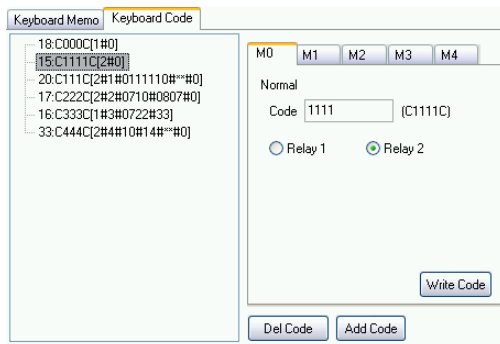 Keyboard Memo Keyboard Code
18:C000C[1#0]
15:C1111C[2#0]
20:C111C[2#1#0111110#**#0]
17:C222C[2#2#0710#0807#0]
16:C333C[1#3#0722#33]
33:C444C[2#4#10#14#**#0]
M0 M1 M2 M3 M4
Normal
Code 1111 (C1111C)
Relay 1 Relay 2
Write Code
Del Code Add Code